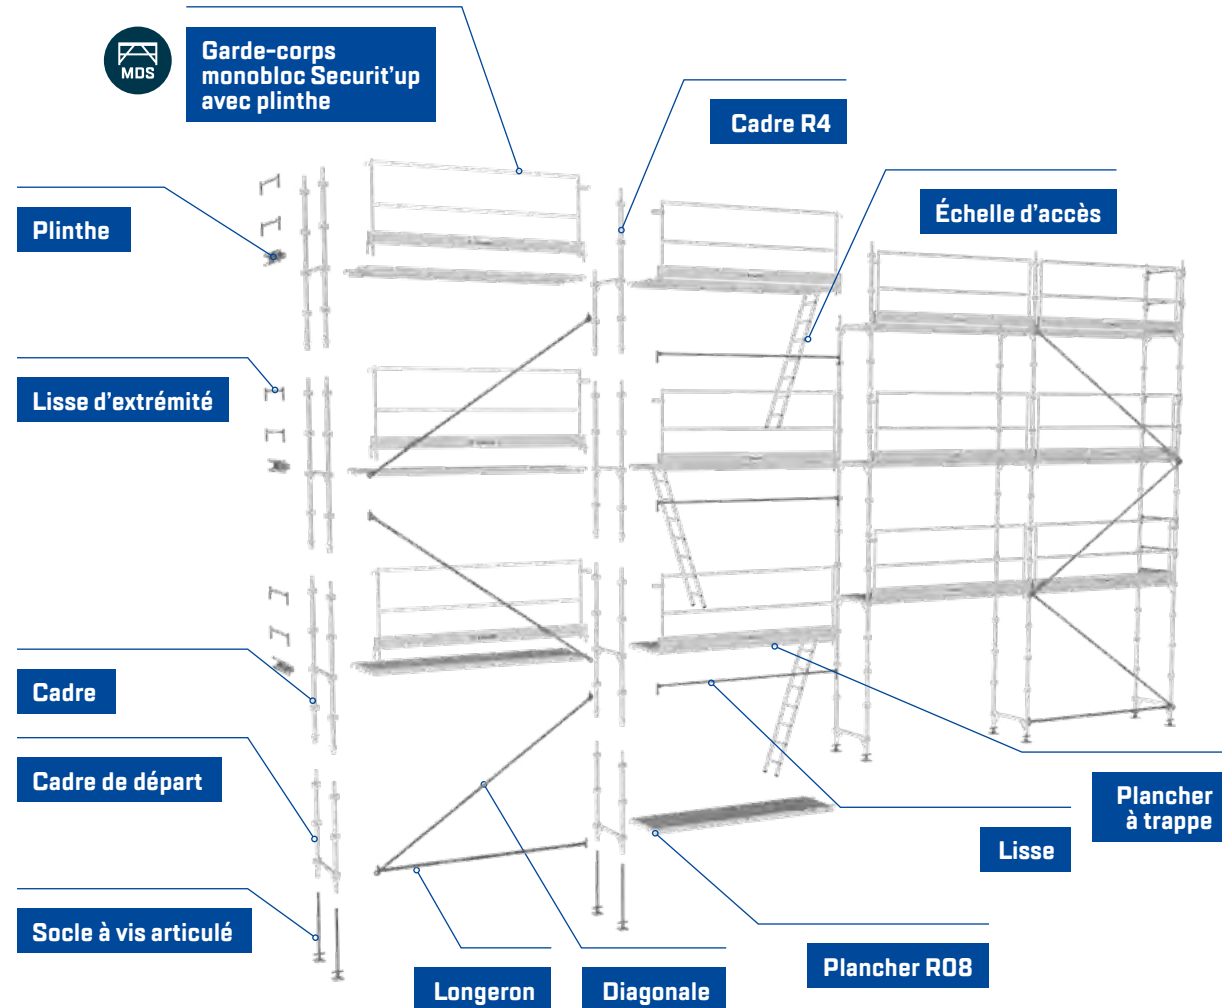 MDS
Garde-corps
monobloc Securit'up
avec plinthe
Cadre R4
Échelle d'accès
Plinthe
Lisse d'extrémité
Cadre
Cadre de départ
Plancher
à trappe
Lisse
Socle à vis articulé
Plancher R08
Longeron
Diagonale